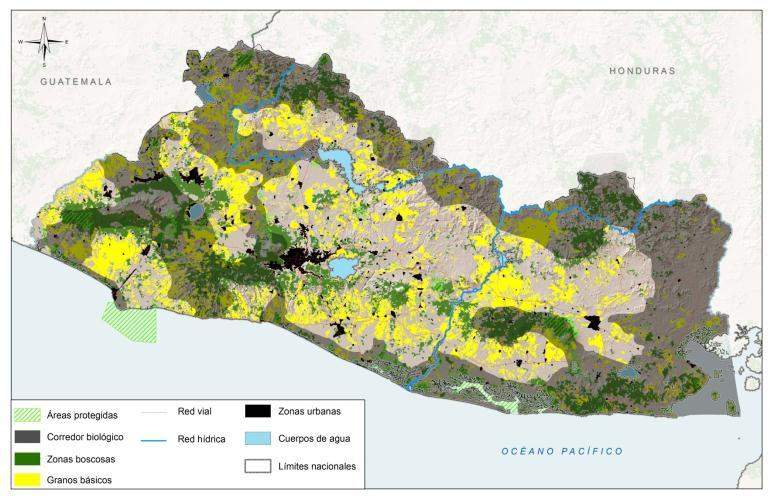 N
W
E
S
GUATEMALA
HONDURAS
Áreas protegidas
Corredor biológico
Zonas boscosas
Granos básicos
Red vial
Red hídrica
Zonas urbanas
Cuerpos de agua
Límites nacionales
OCÉANO PACÍFICO